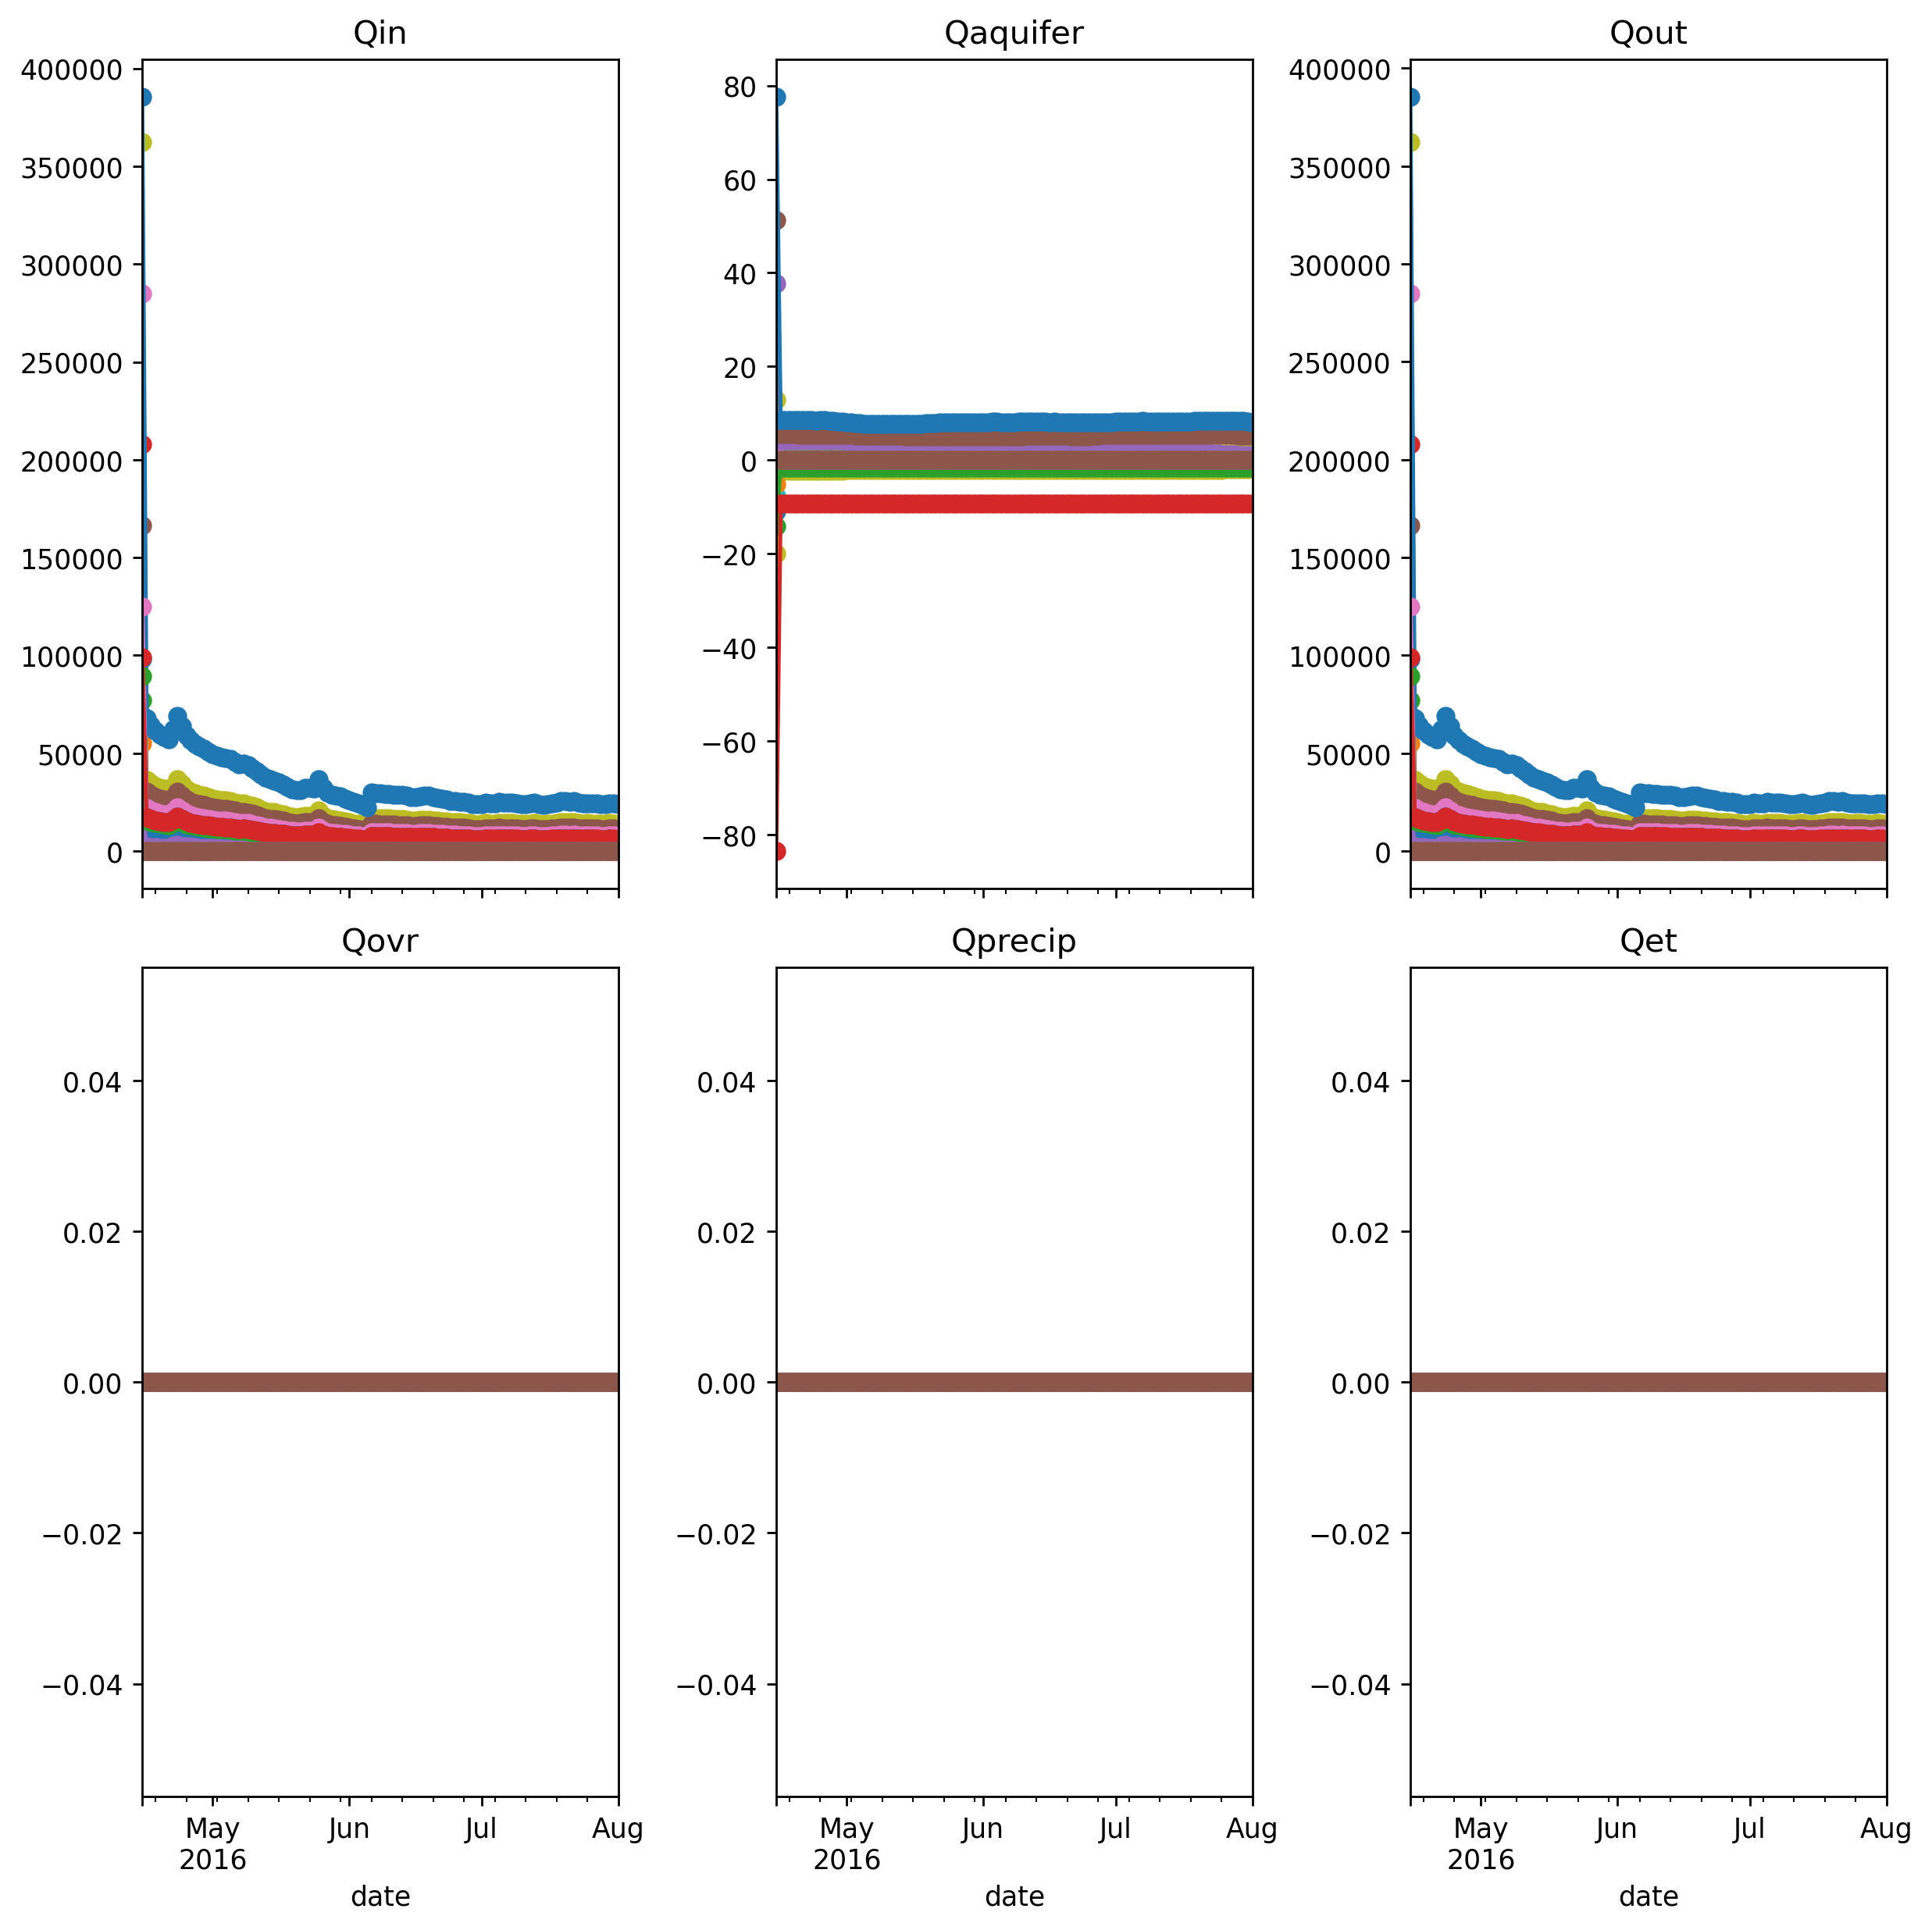 Qin Qaquifer Qout
400000 80 400000
350000 60 350000
300000 40 300000
250000 20 250000
200000 0 200000
150000 −20 150000
100000 −40 100000
50000 −60 50000
0 −80 0
Qovr Qprecip Qet
0.04 0.04 0.04
0.02 0.02 0.02
0.00 0.00 0.00
−0.02 −0.02 −0.02
−0.04 −0.04 −0.04
May Jun Jul Aug May Jun Jul Aug May Jun Jul Aug
2016 2016 2016
date date date